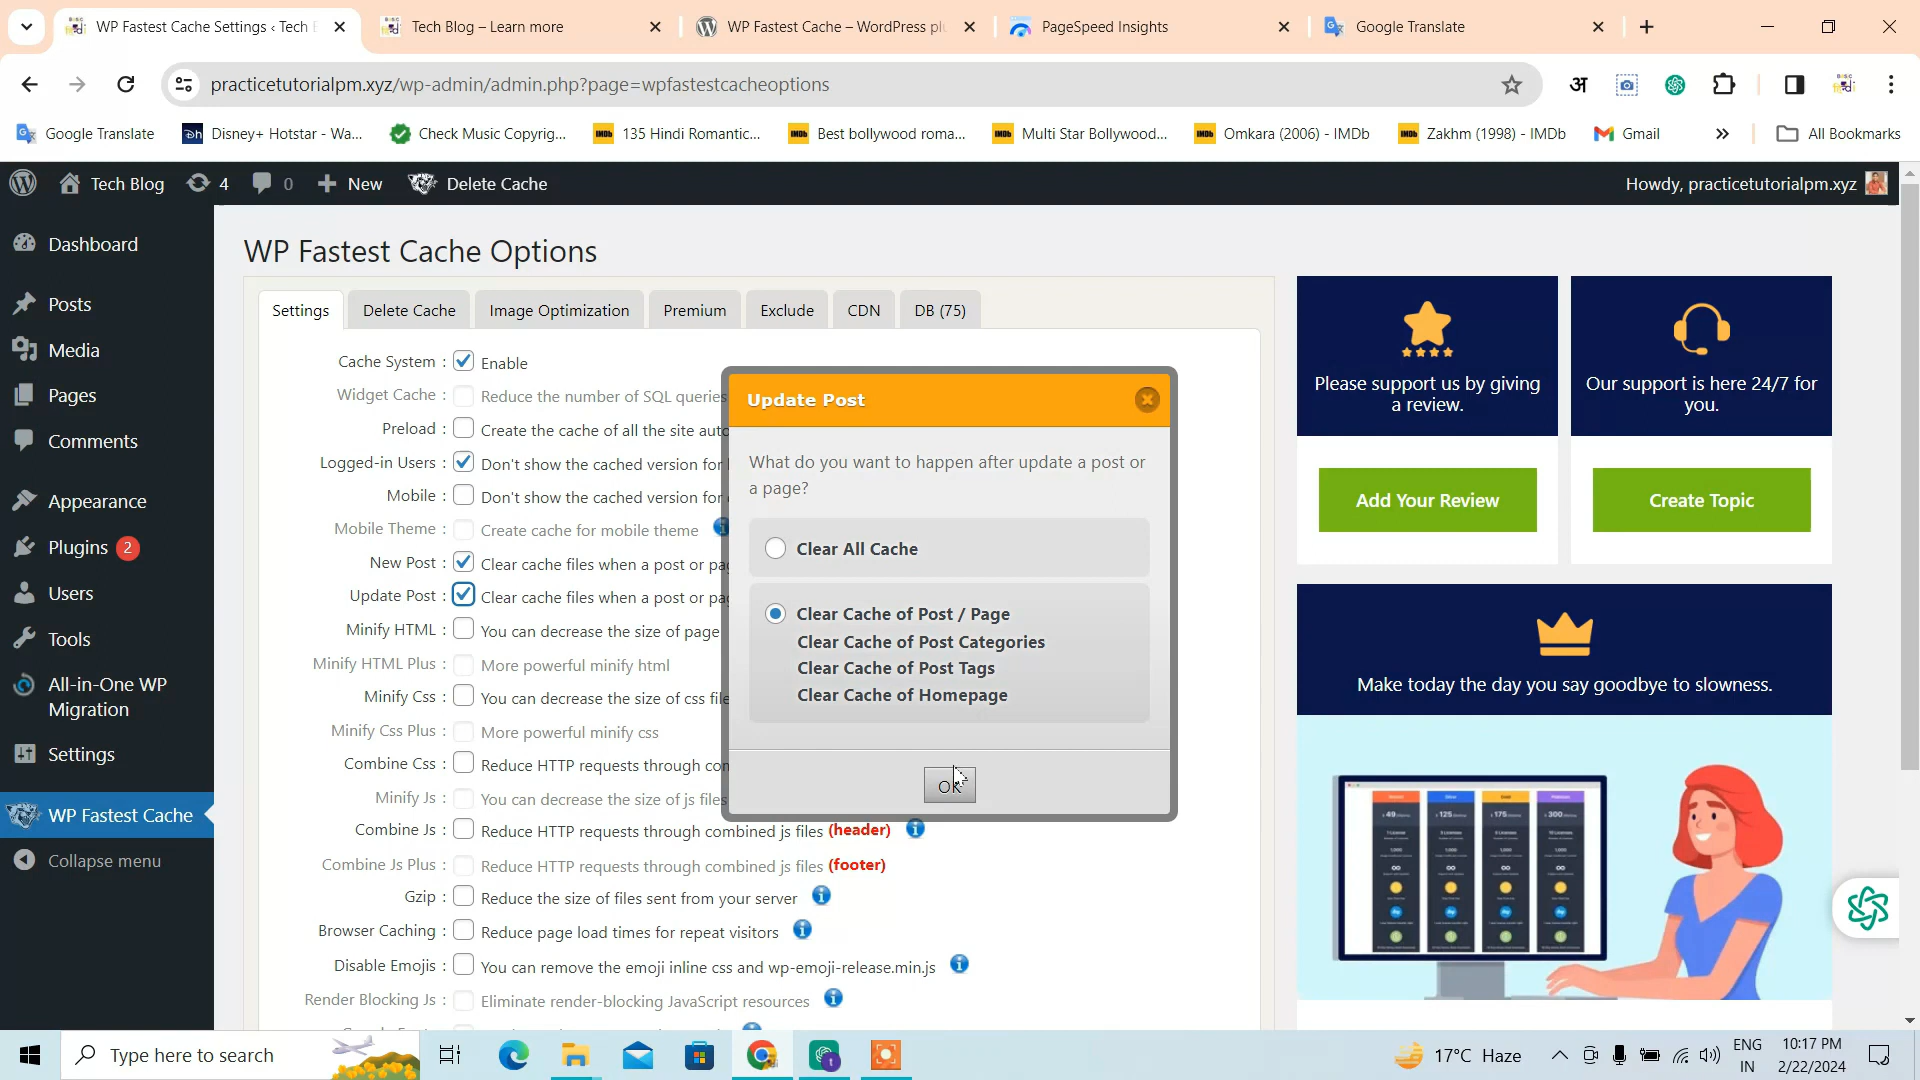 WP Fastest Cache Settings ‹ Tech
Tech Blog – Learn more
WP Fastest Cache – WordPress
PageSpeed Insights
Google Translate
practicetutorialpm.xyz/wp-admin/admin.php?page=wpfastestcacheoptions
अ
Google Translate
Disney+ Hotstar - Wa...
Check Music Copyrig...
135 Hindi Romantic...
Best bollywood roma...
Multi Star Bollywood...
Omkara (2006) - IMDb
Zakhm (1998) - IMDb
Gmail
All Bookmarks
Tech Blog
4
0
New
Delete Cache
Howdy, practicetutorialpm.xyz
Dashboard
Posts
Media
Pages
Comments
Appearance
Plugins 2
Users
Tools
All-in-One WP
Migration
Settings
WP Fastest Cache
Collapse menu
WP Fastest Cache Options
Settings
Delete Cache
Image Optimization
Premium
Exclude
CDN
DB (75)
Cache System : Enable
Widget Cache : Reduce the number of SQL queries
Preload : Create the cache of all the site
Logged-in Users : Don't show the cached version for
Mobile : Don't show the cached version for
Mobile Theme : Create cache for mobile theme
New Post : Clear cache files when a post or
Update Post : Clear cache files when a post or
Minify HTML : You can decrease the size of page
Minify HTML Plus : More powerful minify html
Minify Css : You can decrease the size of css
Minify Css Plus : More powerful minify css
Combine Css : Reduce HTTP requests through
Minify Js : You can decrease the size of js files
Combine Js : Reduce HTTP requests through combined js files (header)
Combine Js Plus : Reduce HTTP requests through combined js files (footer)
Gzip : Reduce the size of files sent from your server
Browser Caching : Reduce page load times for repeat visitors
Disable Emojis : You can remove the emoji inline css and wp-emoji-release.min.js
Render Blocking Js : Eliminate render-blocking JavaScript resources
Update Post
What do you want to happen after update a post or
a page?
Clear All Cache
Clear Cache of Post / Page
Clear Cache of Post Categories
Clear Cache of Post Tags
Clear Cache of Homepage
OK
Please support us by giving
a review.
Add Your Review
Our support is here 24/7 for
you.
Create Topic
Make today the day you say goodbye to slowness.
Type here to search
17°C Haze
ENG
IN
10:17 PM
2/22/2024